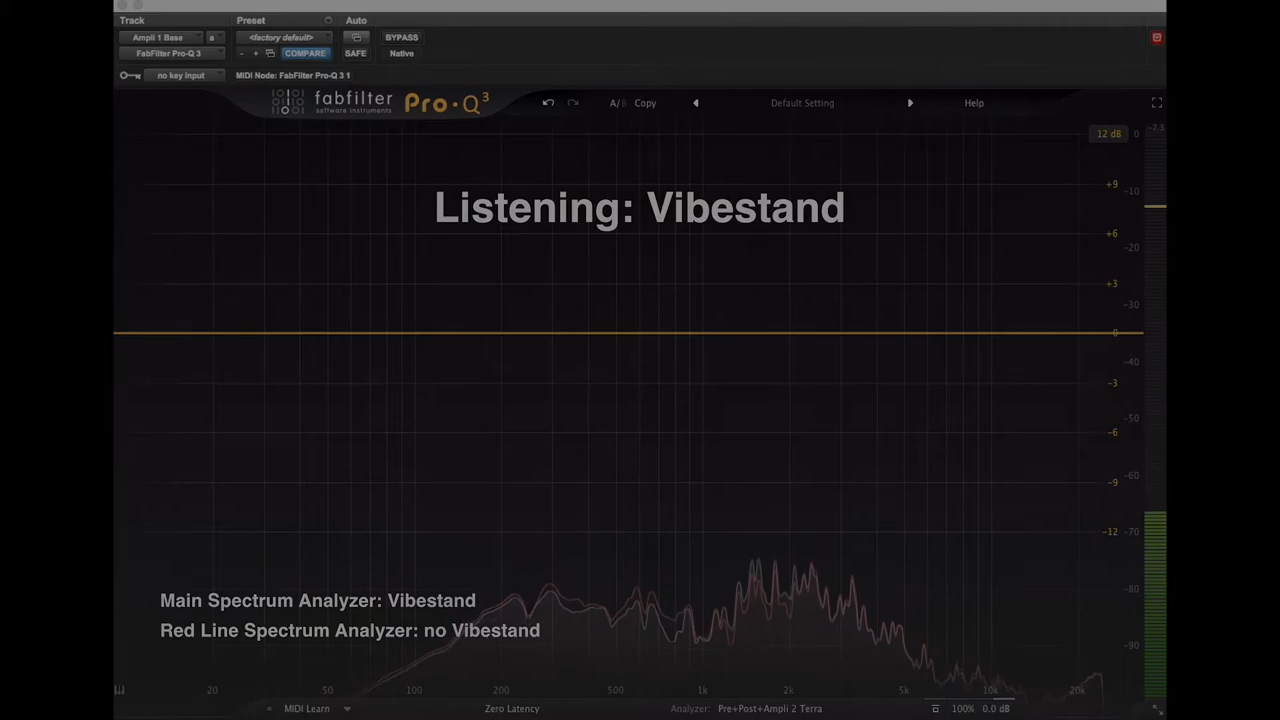 Track Preset Auto
Ampli 1 Base a <factory default> BYPASS
FabFilter Pro-Q 3 - + COMPARE SAFE Native
no key input MIDI Node: FabFilter Pro-Q 3 1
fabfilter Pro·Q3 A/B Copy Default Setting Help
software instruments
-7.3
12 dB 0
+9 -10
+6 -20
+3 -30
0
-40
-3
-50
-6
-60
-9
-12 -70
-80
-90
Listening: Vibestand
Main Spectrum Analyzer: Vibestand
Red Line Spectrum Analyzer: no Vibestand
20 50 100 200 500 1k 2k 5k 10k 20k
MIDI Learn Zero Latency Analyzer: Pre+Post+Ampli 2 Terra 100% 0.0 dB